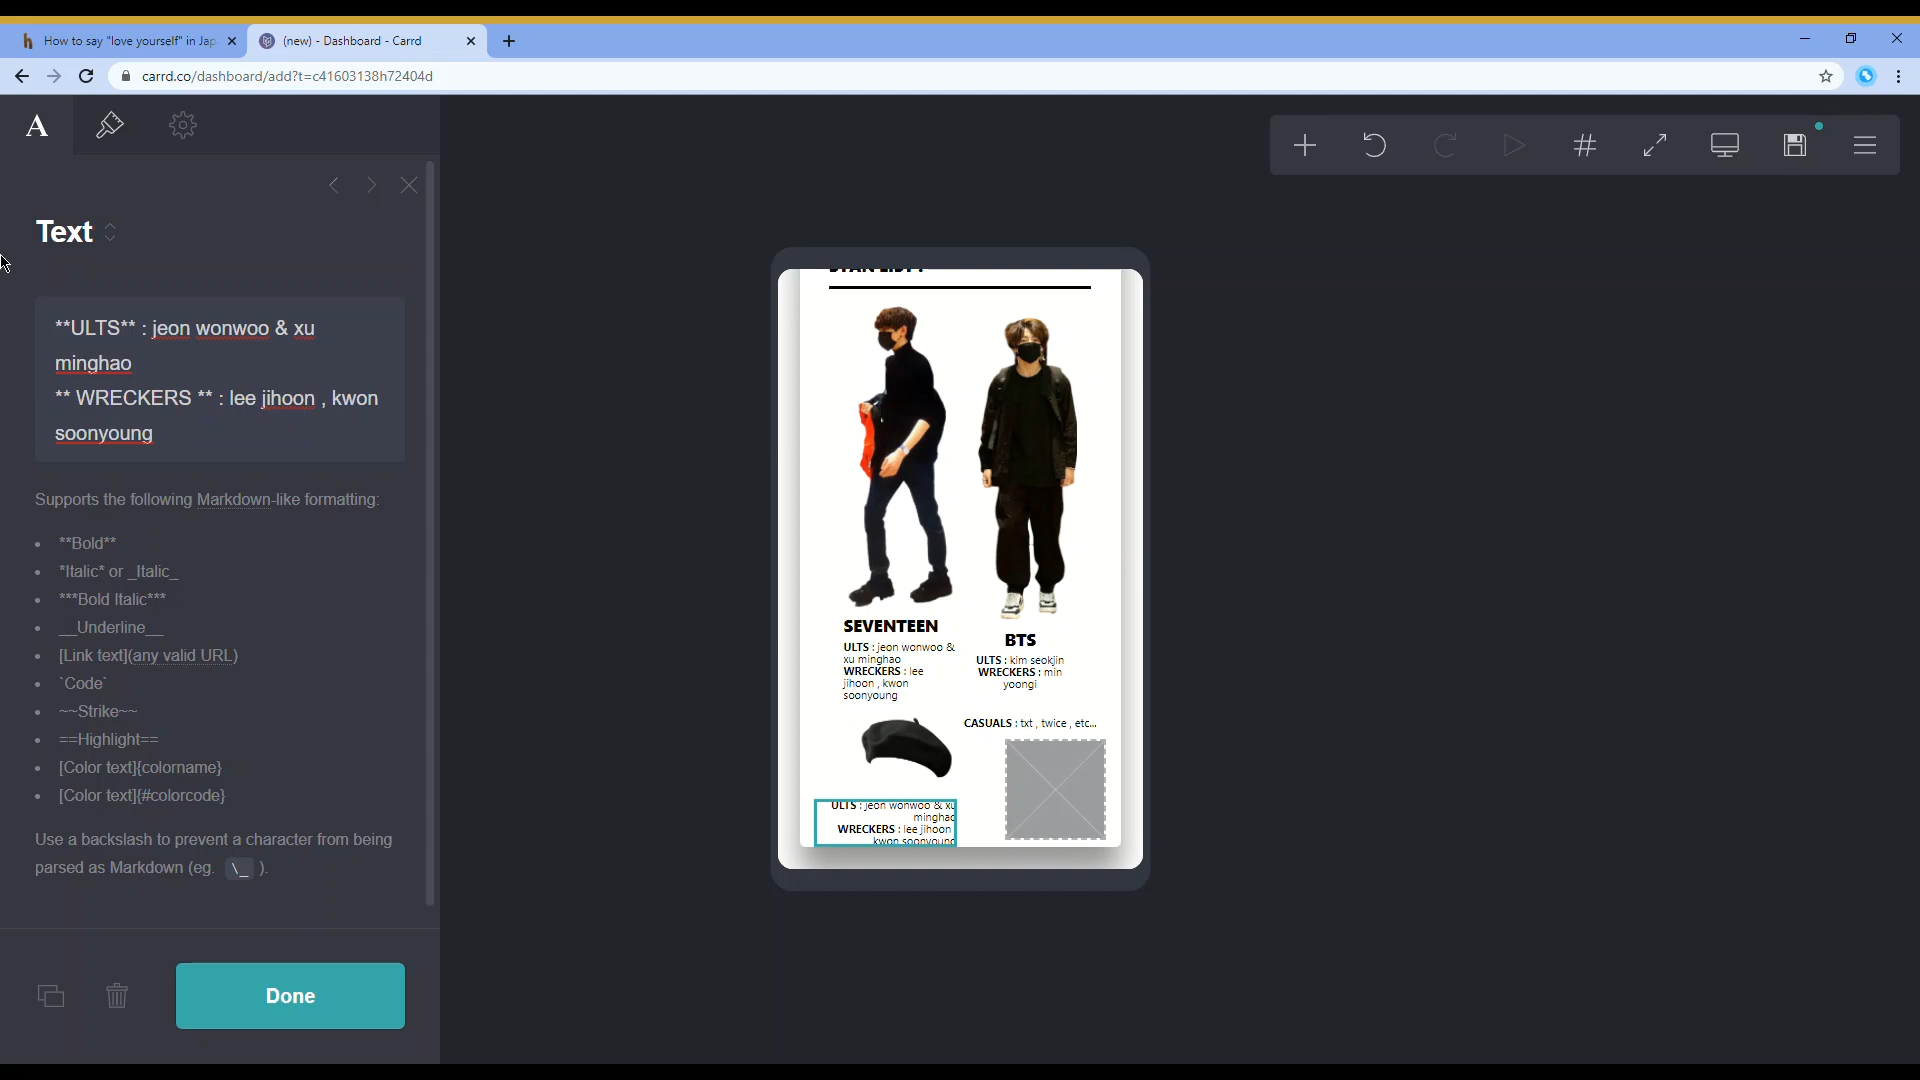 How to say "love yourself" in Jap
(new) - Dashboard - Carrd
carrd.co/dashboard/add?t=c41603138h72404d
A
Text
**ULTS** : jeon wonwoo & xu
minghao
** WRECKERS ** : lee jihoon , kwon
soonyoung
Supports the following Markdown-like formatting:
**Bold**
*Italic* or _Italic_
***Bold Italic***
__Underline__
[Link text](any valid URL)
`Code`
~~Strike~~
==Highlight==
[Color text]{colorname}
[Color text]{#colorcode}
Use a backslash to prevent a character from being
parsed as Markdown (eg. \_ ).
Done
SEVENTEEN
ULTS : jeon wonwoo &
xu minghao
WRECKERS : lee
jihoon , kwon
soonyoung
BTS
ULTS : kim seokjin
WRECKERS : min
yoongi
CASUALS : txt , twice , etc...
ULTS : jeon wonwoo & xu
minghao
WRECKERS : lee jihoon
kwon soonyoung